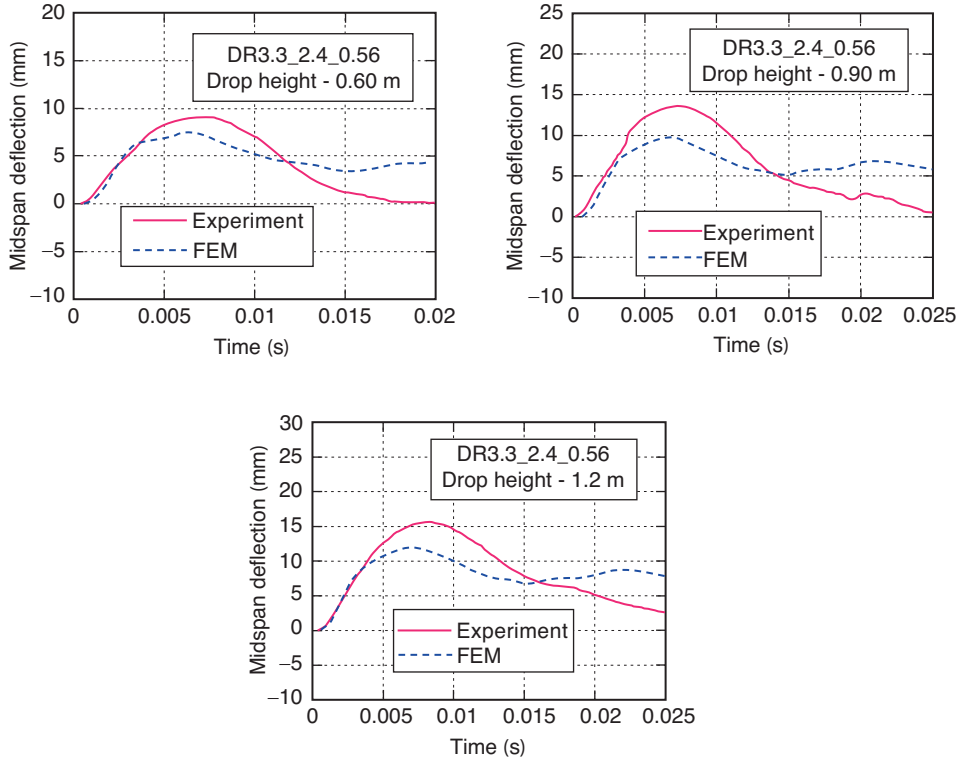 20
15
10
5
0
−5
−10
Midspan deflection (mm)
DR3.3_2.4_0.56
Drop height - 0.60 m
Experiment
FEM
0 0.005 0.01 0.015 0.02
Time (s)
25
20
15
10
5
0
−5
−10
Midspan deflection (mm)
DR3.3_2.4_0.56
Drop height - 0.90 m
Experiment
FEM
0 0.005 0.01 0.015 0.02 0.025
Time (s)
30
25
20
15
10
5
0
−5
−10
Midspan deflection (mm)
DR3.3_2.4_0.56
Drop height - 1.2 m
Experiment
FEM
0 0.005 0.01 0.015 0.02 0.025
Time (s)